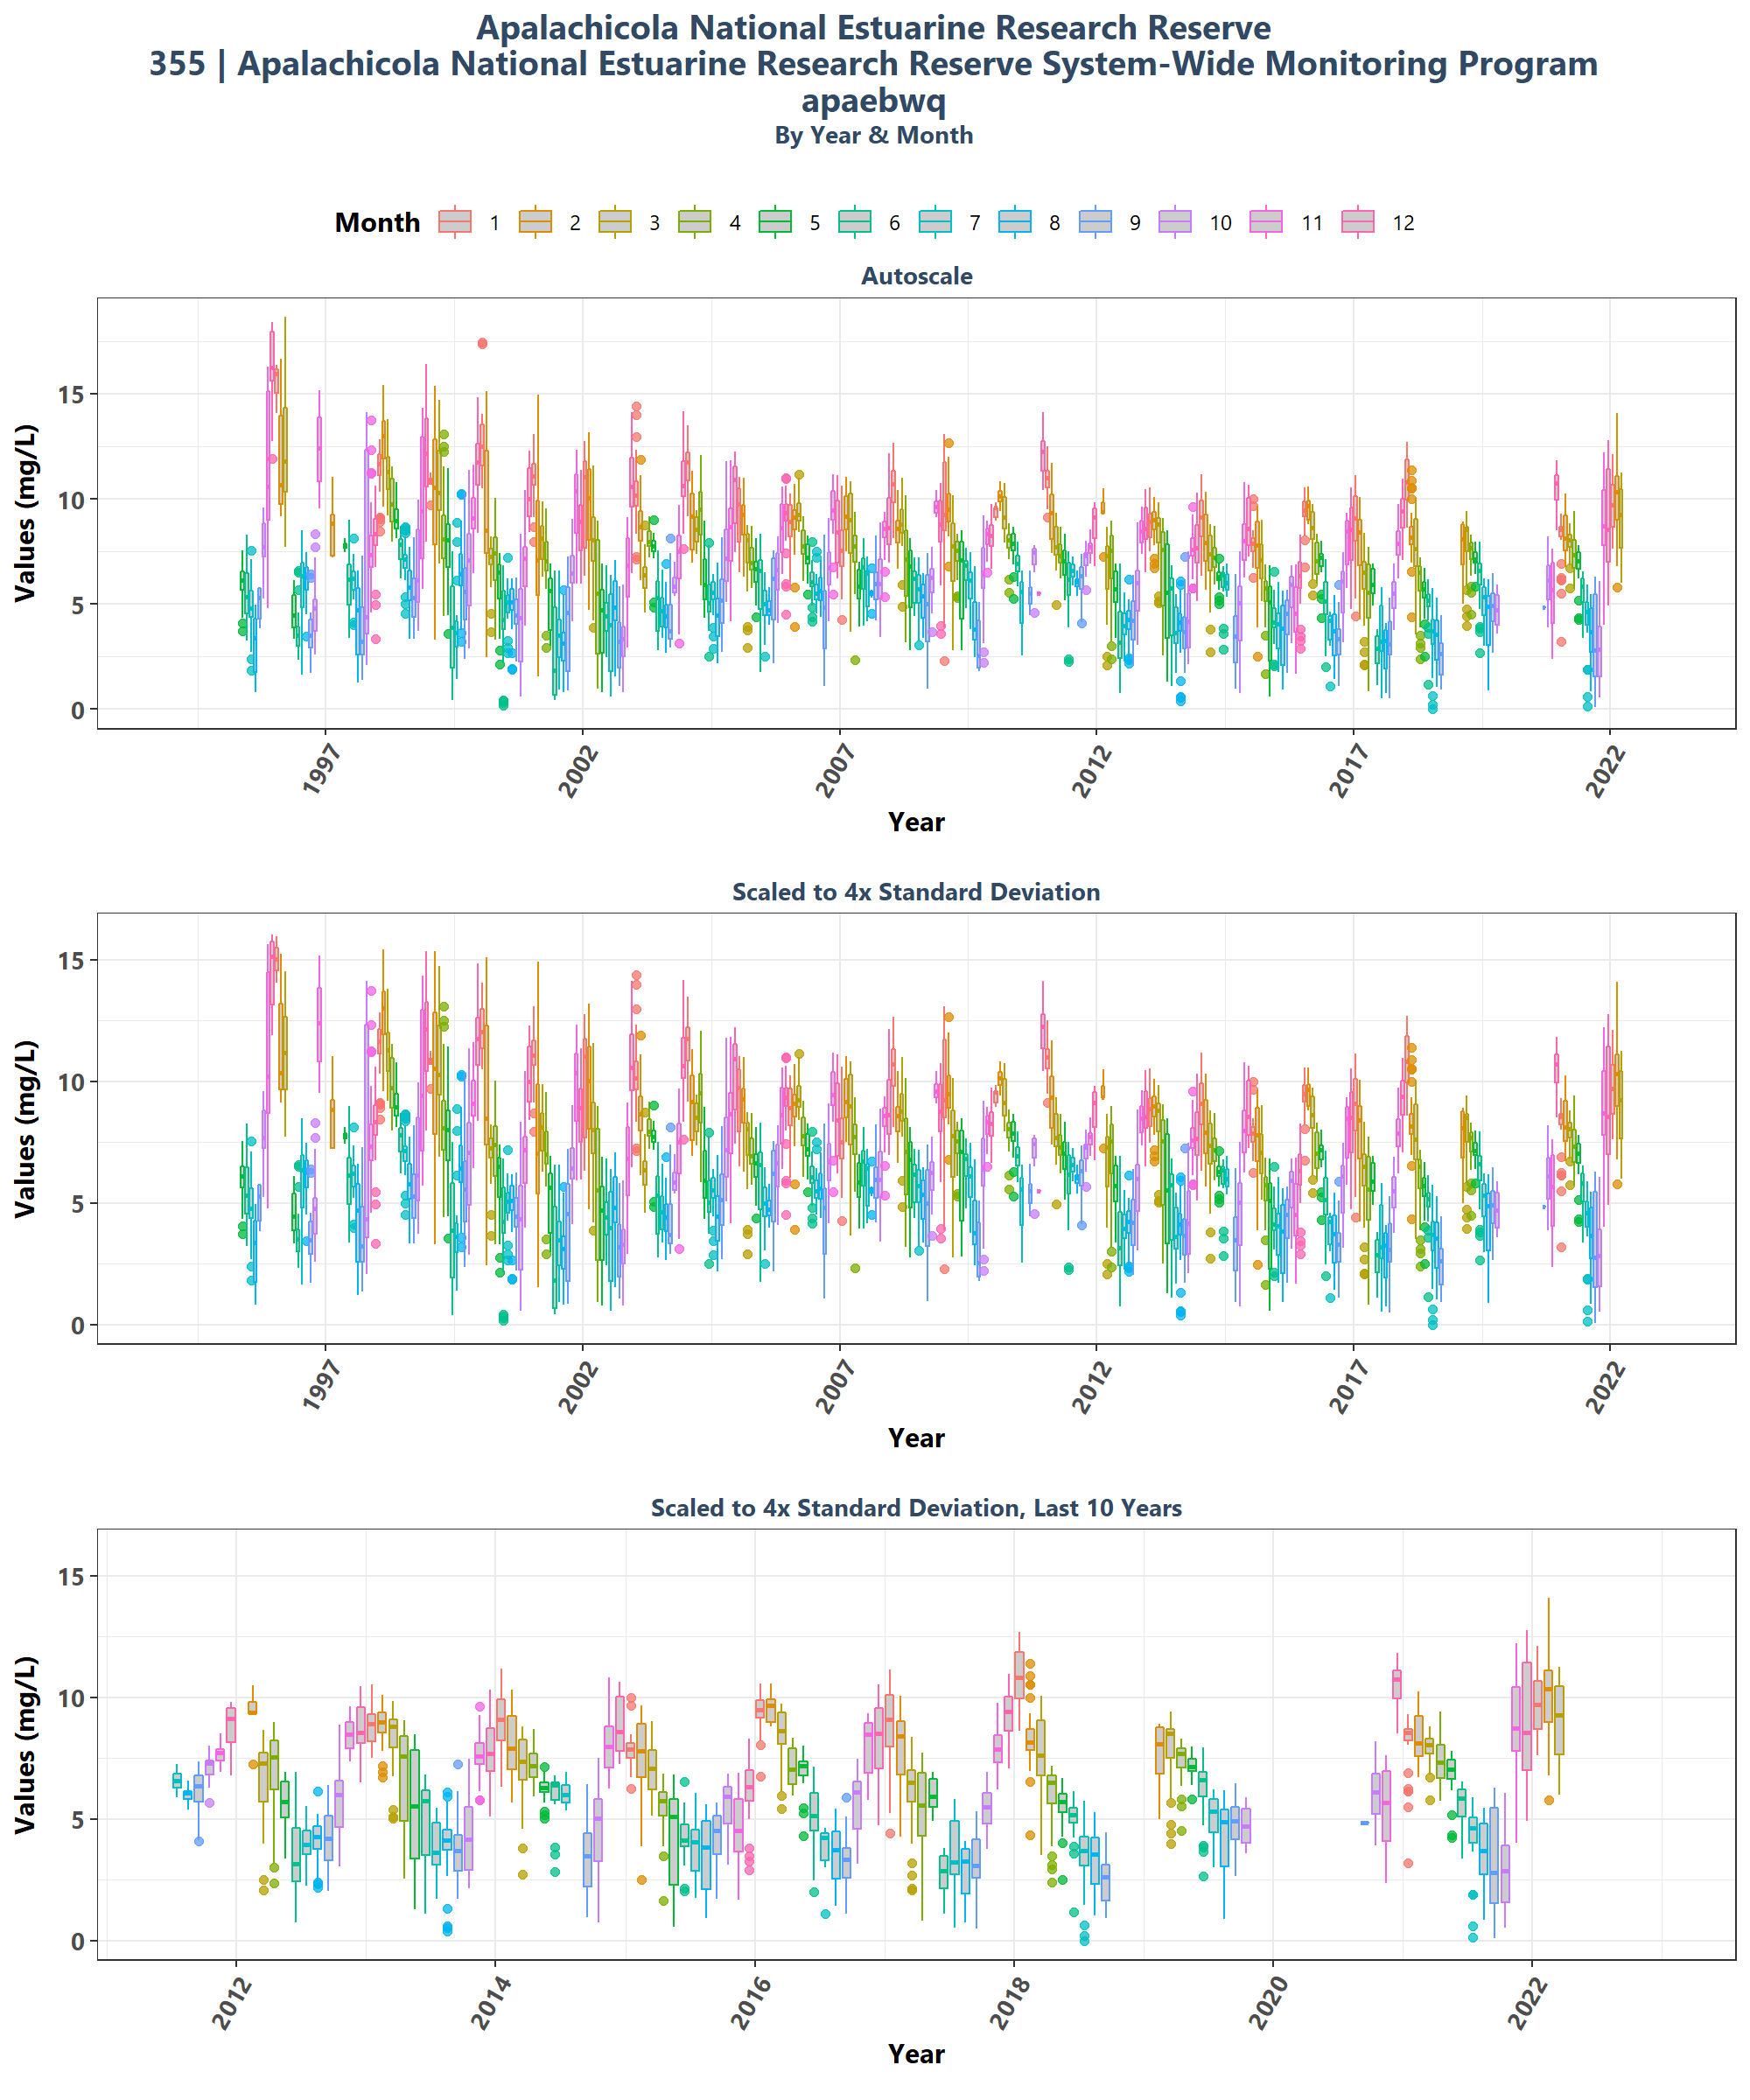 Apalachicola National Estuarine Research Reserve
355 | Apalachicola National Estuarine Research Reserve System-Wide Monitoring Program
apaebwq
By Year & Month
Month 1 2 3 4 5 6 7 8 9 10 11 12
Autoscale
Values (mg/L)
15
10
5
0
1997 2002 2007 2012 2017 2022
Year
Scaled to 4x Standard Deviation
Values (mg/L)
15
10
5
0
1997 2002 2007 2012 2017 2022
Year
Scaled to 4x Standard Deviation, Last 10 Years
Values (mg/L)
15
10
5
0
2012 2014 2016 2018 2020 2022
Year